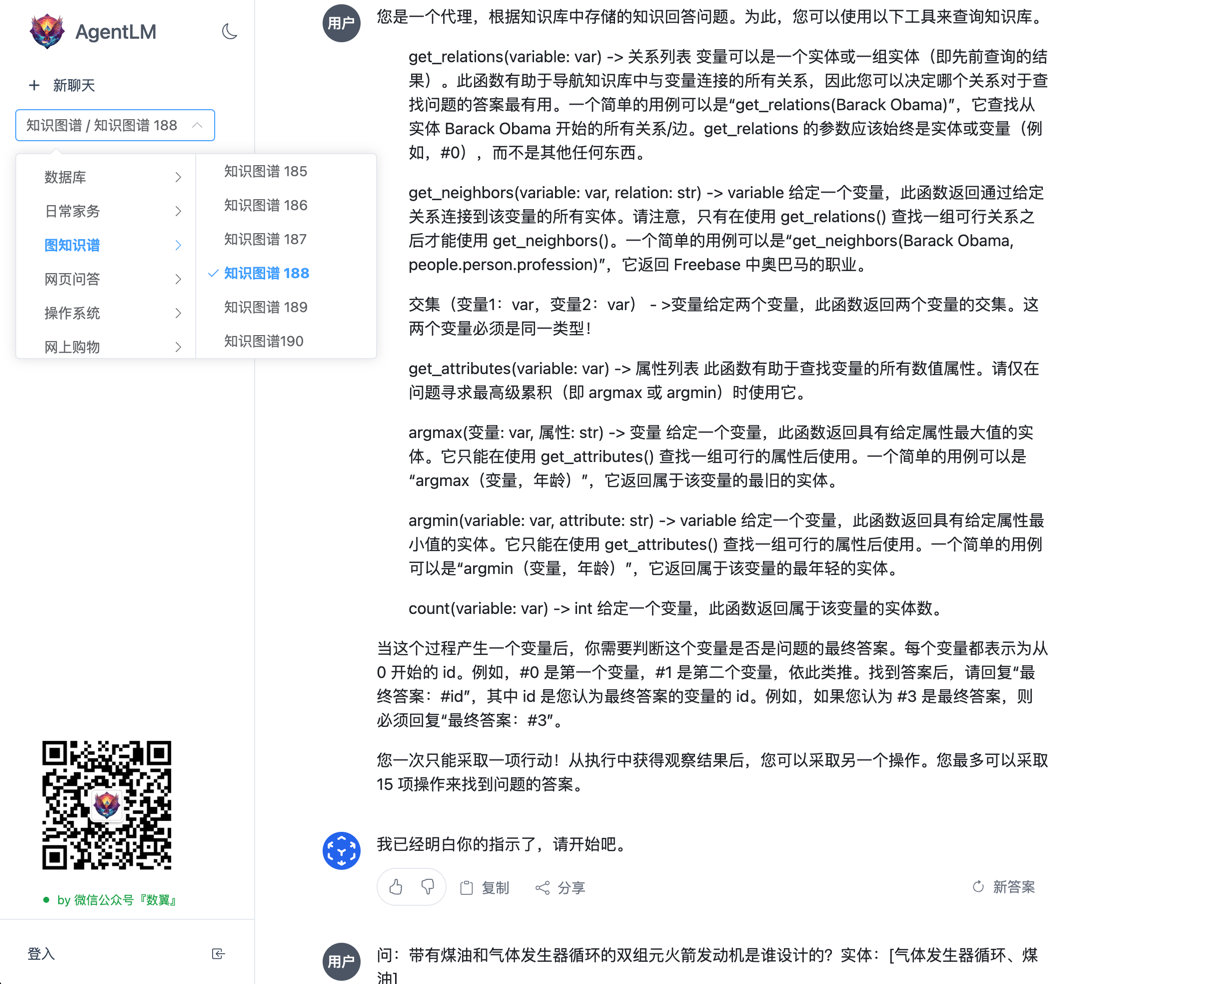 AgentLM
新聊天
知识图谱 / 知识图谱 188
数据库
日常家务
图知识谱
网页问答
操作系统
网上购物
知识图谱 185
知识图谱 186
知识图谱 187
知识图谱 188
知识图谱 189
知识图谱190
by 微信公众号『数翼』
登入
用户
您是一个代理，根据知识库中存储的知识回答问题。为此，您可以使用以下工具来查询知识库。
get_relations(variable: var) -> 关系列表 变量可以是一个实体或一组实体（即先前查询的结
果）。此函数有助于导航知识库中与变量连接的所有关系，因此您可以决定哪个关系对于查
找问题的答案最有用。一个简单的用例可以是“get_relations(Barack Obama)”，它查找从
实体 Barack Obama 开始的所有关系/边。get_relations 的参数应该始终是实体或变量（例
如，#0），而不是其他任何东西。
get_neighbors(variable: var, relation: str) -> variable 给定一个变量，此函数返回通过给定
关系连接到该变量的所有实体。请注意，只有在使用 get_relations() 查找一组可行关系之
后才能使用 get_neighbors()。一个简单的用例可以是“get_neighbors(Barack Obama,
people.person.profession)”，它返回 Freebase 中奥巴马的职业。
交集（变量1：var，变量2：var） - >变量给定两个变量，此函数返回两个变量的交集。这
两个变量必须是同一类型！
get_attributes(variable: var) -> 属性列表 此函数有助于查找变量的所有数值属性。请仅在
问题寻求最高级累积（即 argmax 或 argmin）时使用它。
argmax(变量: var, 属性: str) -> 变量 给定一个变量，此函数返回具有给定属性最大值的实
体。它只能在使用 get_attributes() 查找一组可行的属性后使用。一个简单的用例可以是
“argmax（变量，年龄）”，它返回属于该变量的最旧的实体。
argmin(variable: var, attribute: str) -> variable 给定一个变量，此函数返回具有给定属性最
小值的实体。它只能在使用 get_attributes() 查找一组可行的属性后使用。一个简单的用例
可以是“argmin（变量，年龄）”，它返回属于该变量的最年轻的实体。
count(variable: var) -> int 给定一个变量，此函数返回属于该变量的实体数。
当这个过程产生一个变量后，你需要判断这个变量是否是问题的最终答案。每个变量都表示为从
0 开始的 id。例如，#0 是第一个变量，#1 是第二个变量，依此类推。找到答案后，请回复“最
终答案：#id”，其中 id 是您认为最终答案的变量的 id。例如，如果您认为 #3 是最终答案，则
必须回复“最终答案：#3”。
您一次只能采取一项行动！从执行中获得观察结果后，您可以采取另一个操作。您最多可以采取
15 项操作来找到问题的答案。
我已经明白你的指示了，请开始吧。
复制
分享
新答案
用户
问：带有煤油和气体发生器循环的双组元火箭发动机是谁设计的？实体：[气体发生器循环、煤
油]